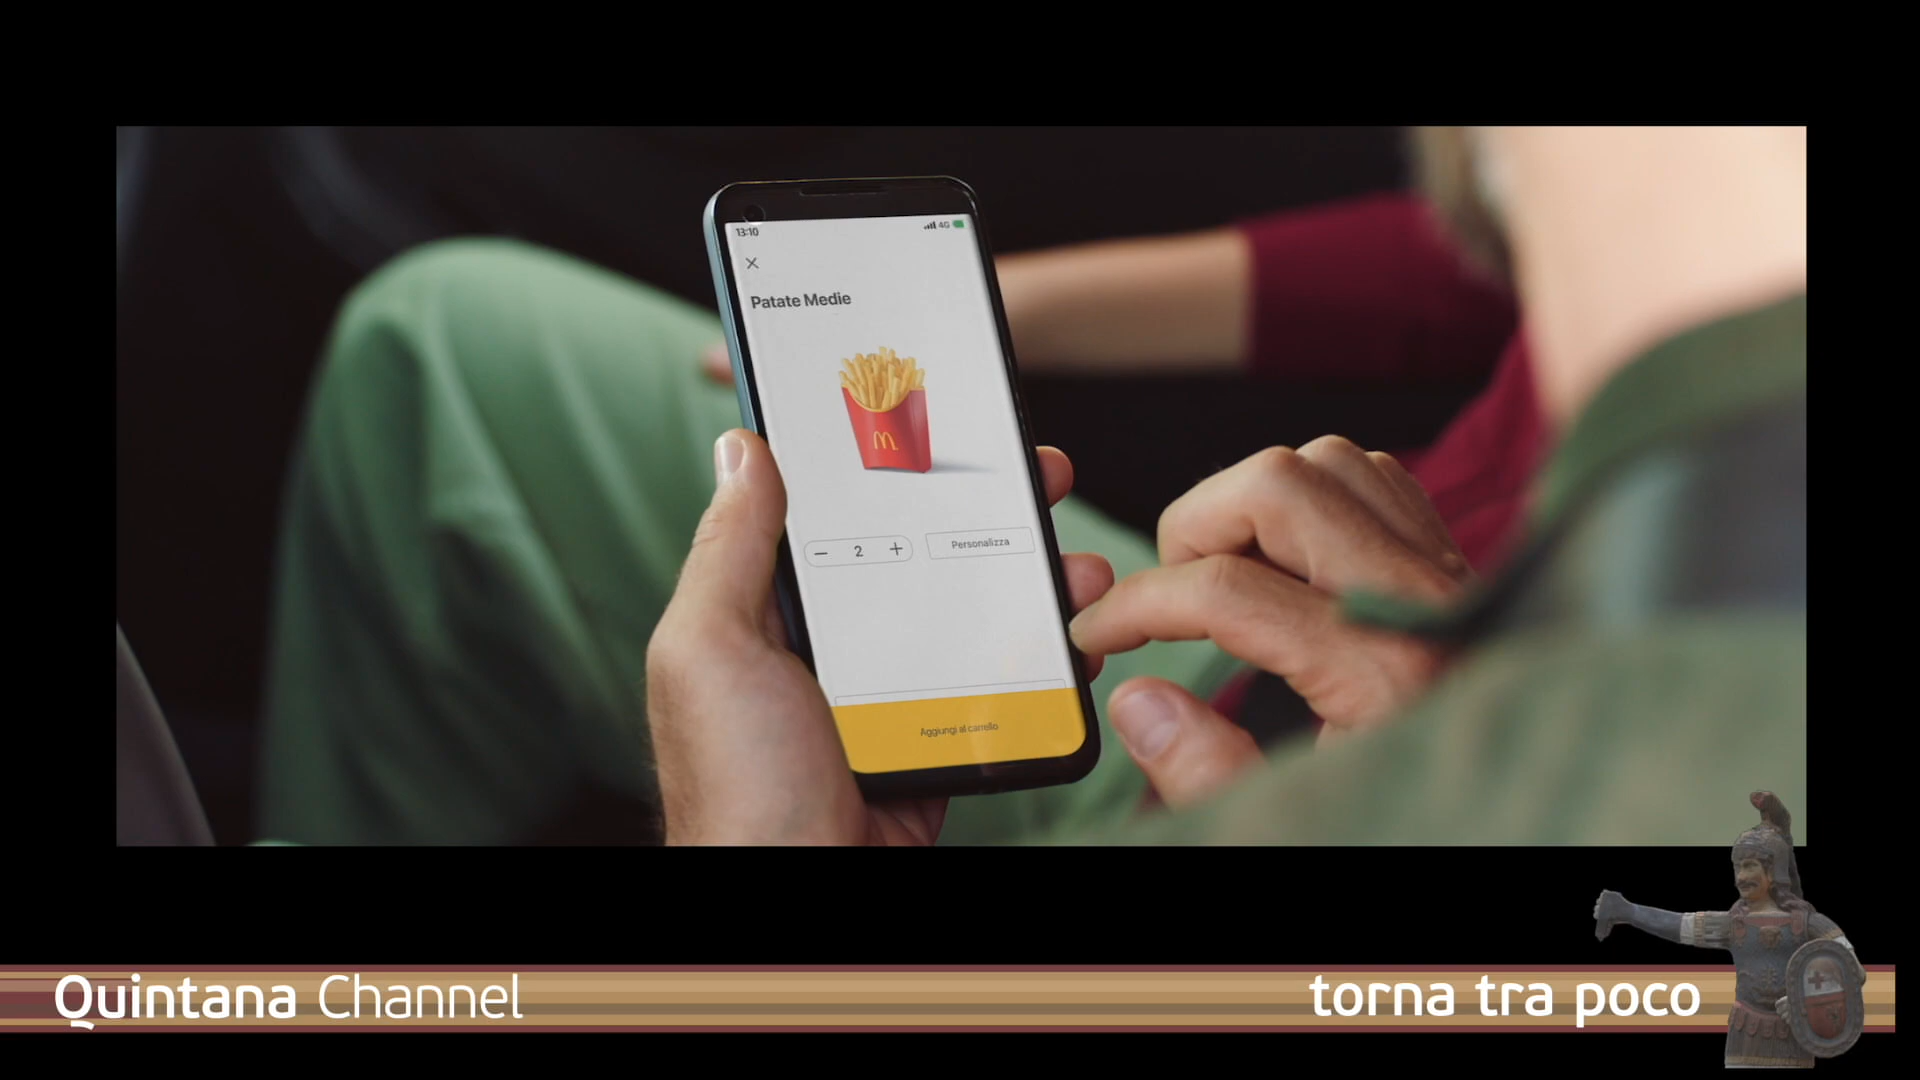 13:10
4G
Patate Medie
2
Personalizza
Aggiungi al carrello
Quintana Channel
torna tra poco